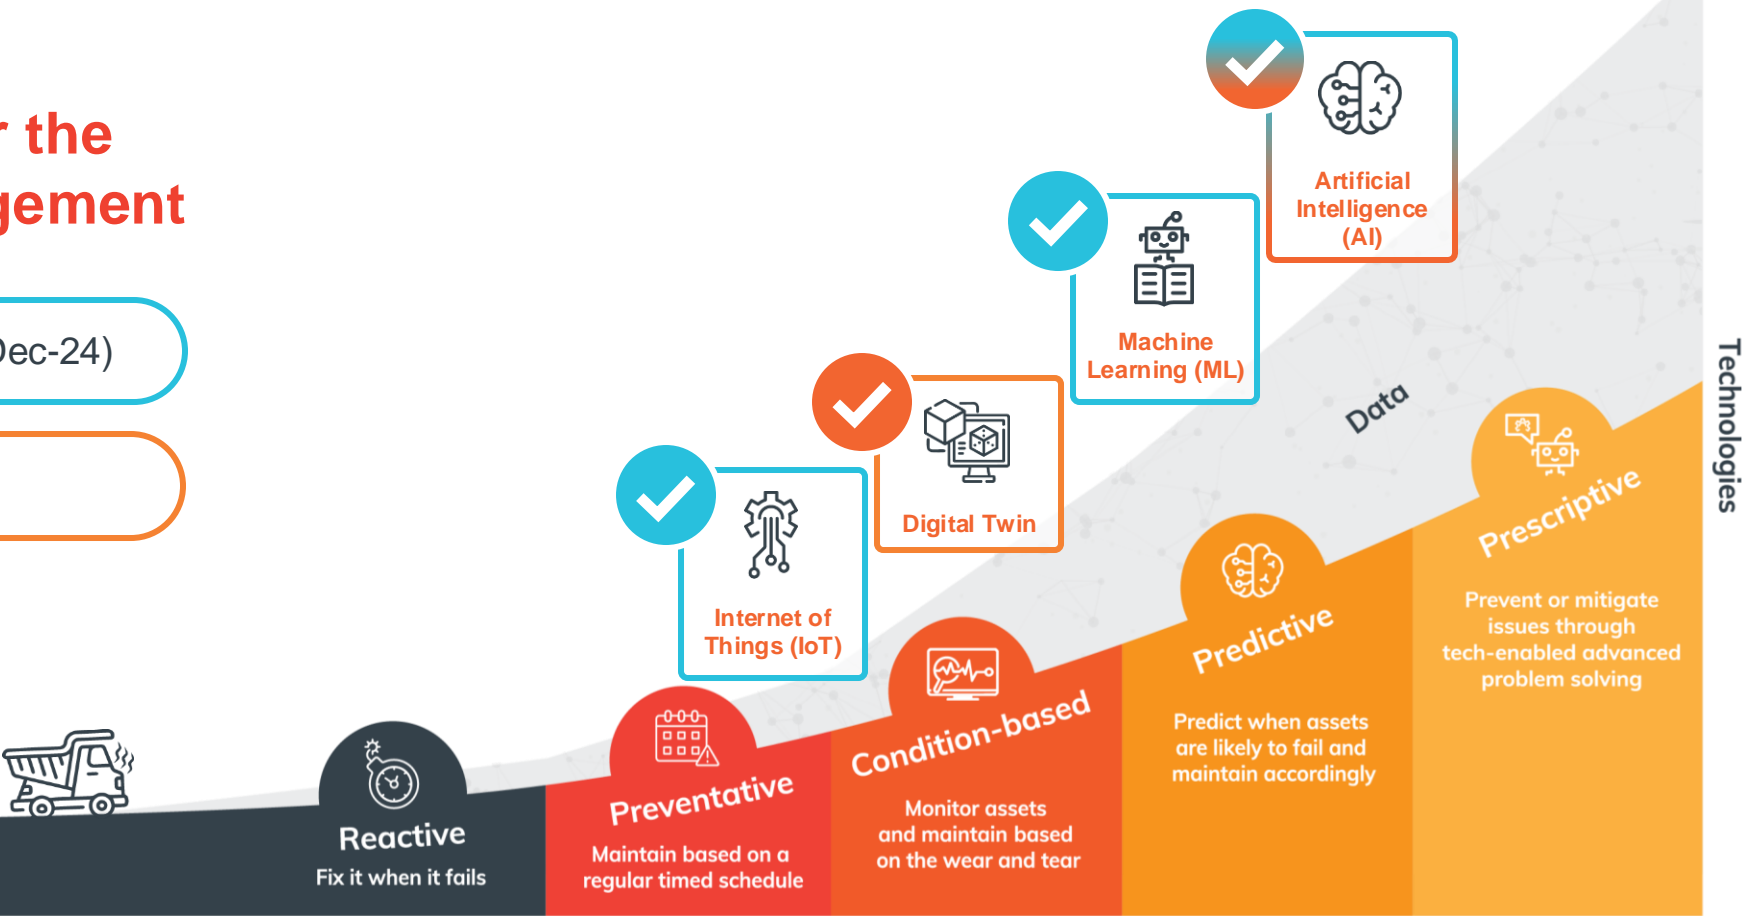 the
gement
Dec-24)
Artificial
Intelligence
(AI)
Machine
Learning (ML)
Digital Twin
Internet of
Things (IoT)
Data
Technologies
Reactive
Fix it when it fails
Preventative
Maintain based on a
regular timed schedule
Condition-based
Monitor assets
and maintain based
on the wear and tear
Predictive
Predict when assets
are likely to fail and
maintain accordingly
Prescriptive
Prevent or mitigate
issues through
tech-enabled advanced
problem solving